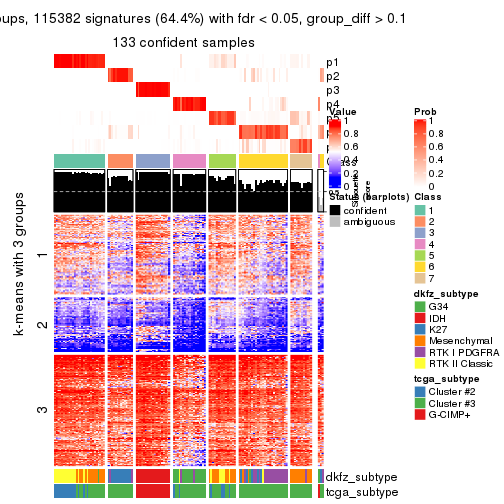 oups, 115382 signatures (64.4%) with fdr < 0.05, group_diff > 0.1
133 confident samples
p1
p2
p3
p4
k-means with 3 groups
1
2
3
Value
1
0.8
0.6
0.4
0.2
0
Prob
1
0.8
0.6
0.4
0.2
0
Status (barplots)
confident
ambiguous
Class
1
2
3
4
5
6
7
dkfz_subtype
G34
IDH
K27
Mesenchymal
RTK I PDGFRA
RTK II Classic
tcga_subtype
Cluster #2
Cluster #3
G-CIMP+
dkfz_subtype
tcga_subtype